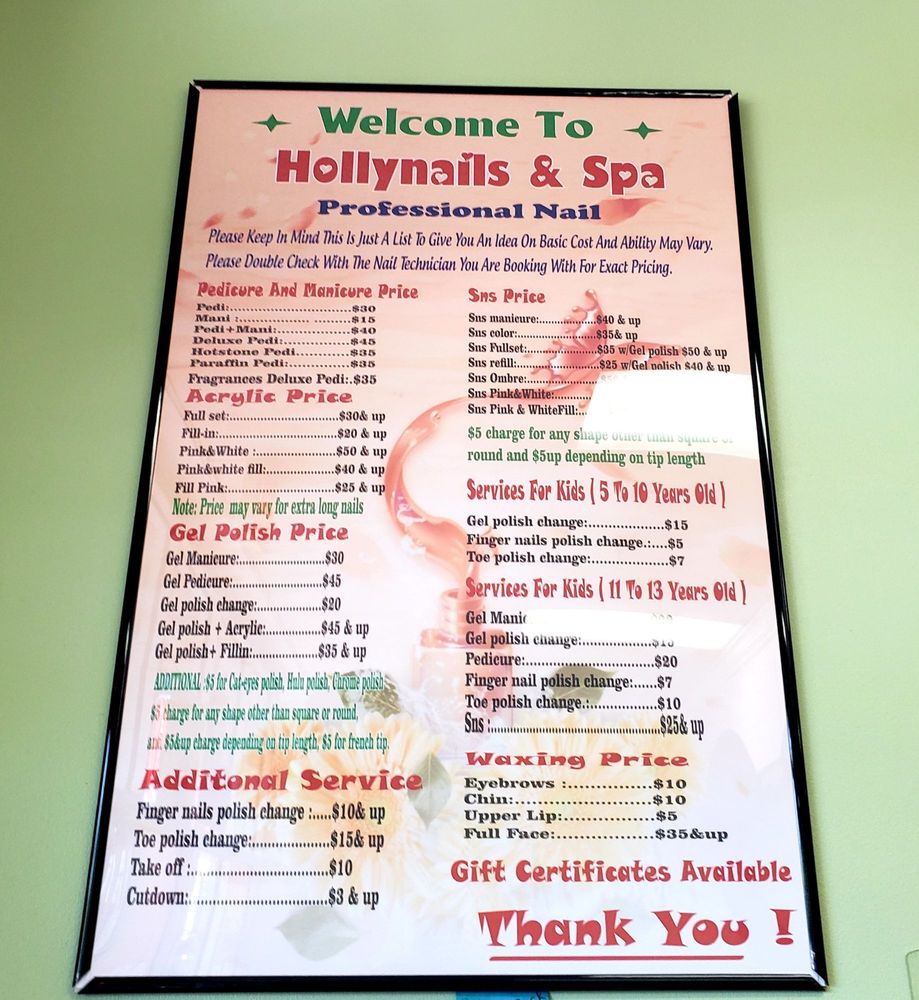 Welcome To
Hollynails & Spa
Professional Nail
Please Keep In Mind This Is Just A List To Give You An Idea On Basic Cost And Ability May Vary.
Please Double Check With The Nail Technician You Are Booking With For Exact Pricing.
Pedicure And Manicure Price
Pedi:..............................$30
Mani :.................. ..........$15
Pedi+Mani:.................$40
Deluxe Pedi:...................$45
Hotstone Pedi................$35
Paraffin Pedi:.................$35
Fragrances Deluxe Pedi:.$35
Acrylic Price
Full set:..........................$30& up
Fill-in:............................$20 & up
Pink&White :....................$50 & up
Pink&white fill:.................$40 & up
Fill Pink:..........................$25 & up
Note: Price may vary for extra long nails
Gel Polish Price
Gel Manicure:.....................$30
Gel Pedicure:......................$45
Gel polish change:................$20
Gel polish + Acrylic:..............$45 & up
Gel polish+ Fillin:................$35 & up
ADDITIONAL :$5 for Cat-eyes polish, Hulu polish, Chrome polish
$5 charge for any shape other than square or round,
and $5&up charge depending on tip length, $5 for french tip.
Additonal Service
Finger nails polish change :.....$10& up
Toe polish change:.....................$15& up
Take off :...................................$10
Cutdown:...................................$3 & up
Sns Price
Sns manicure:..............$40 & up
Sns color:....................$35& up
Sns Fullset:..................$35 w/Gel polish $50 & up
Sns refill:.....................$25 w/Gel polish $40 & up
Sns Ombre:..................
Sns Pink&White:..........
Sns Pink & WhiteFill:...
$5 charge for any shape other than square or
round and $5up depending on tip length
Services For Kids ( 5 To 10 Years Old )
Gel polish change:..................$15
Finger nails polish change.:....$5
Toe polish change:..................$7
Services For Kids ( 11 To 13 Years Old )
Gel
Gel polish change:...................$15
Pedicure:................................$20
Finger nail polish change:......$7
Toe polish change.:.................$10
Sns :...............................................$25& up
Waxing Price
Eyebrows :..............$10
Chin:.......................$10
Upper Lip:...............$5
Full Face:.................$35&up
Gift Certificates Available
Thank You !